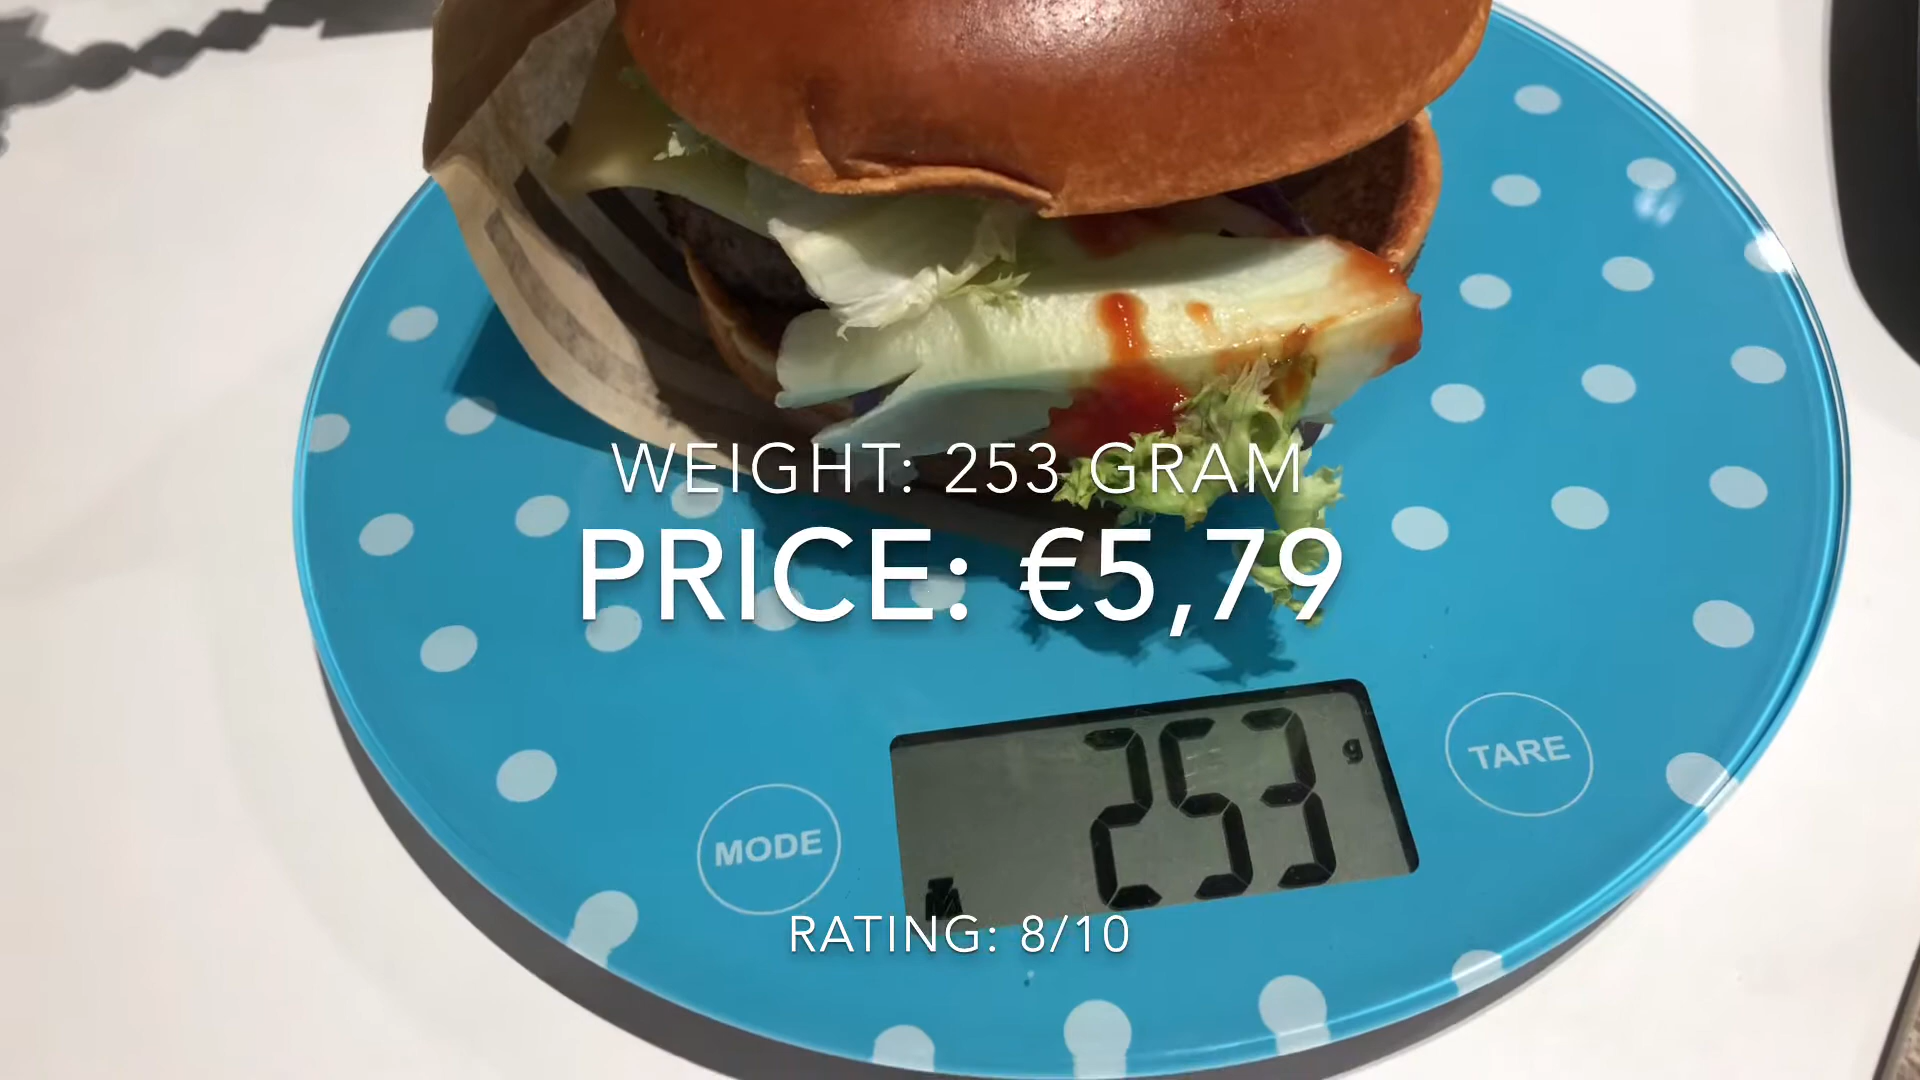 WEIGHT: 253 GRAM
PRICE: €5,79
253 g
TARE
MODE
RATING: 8/10